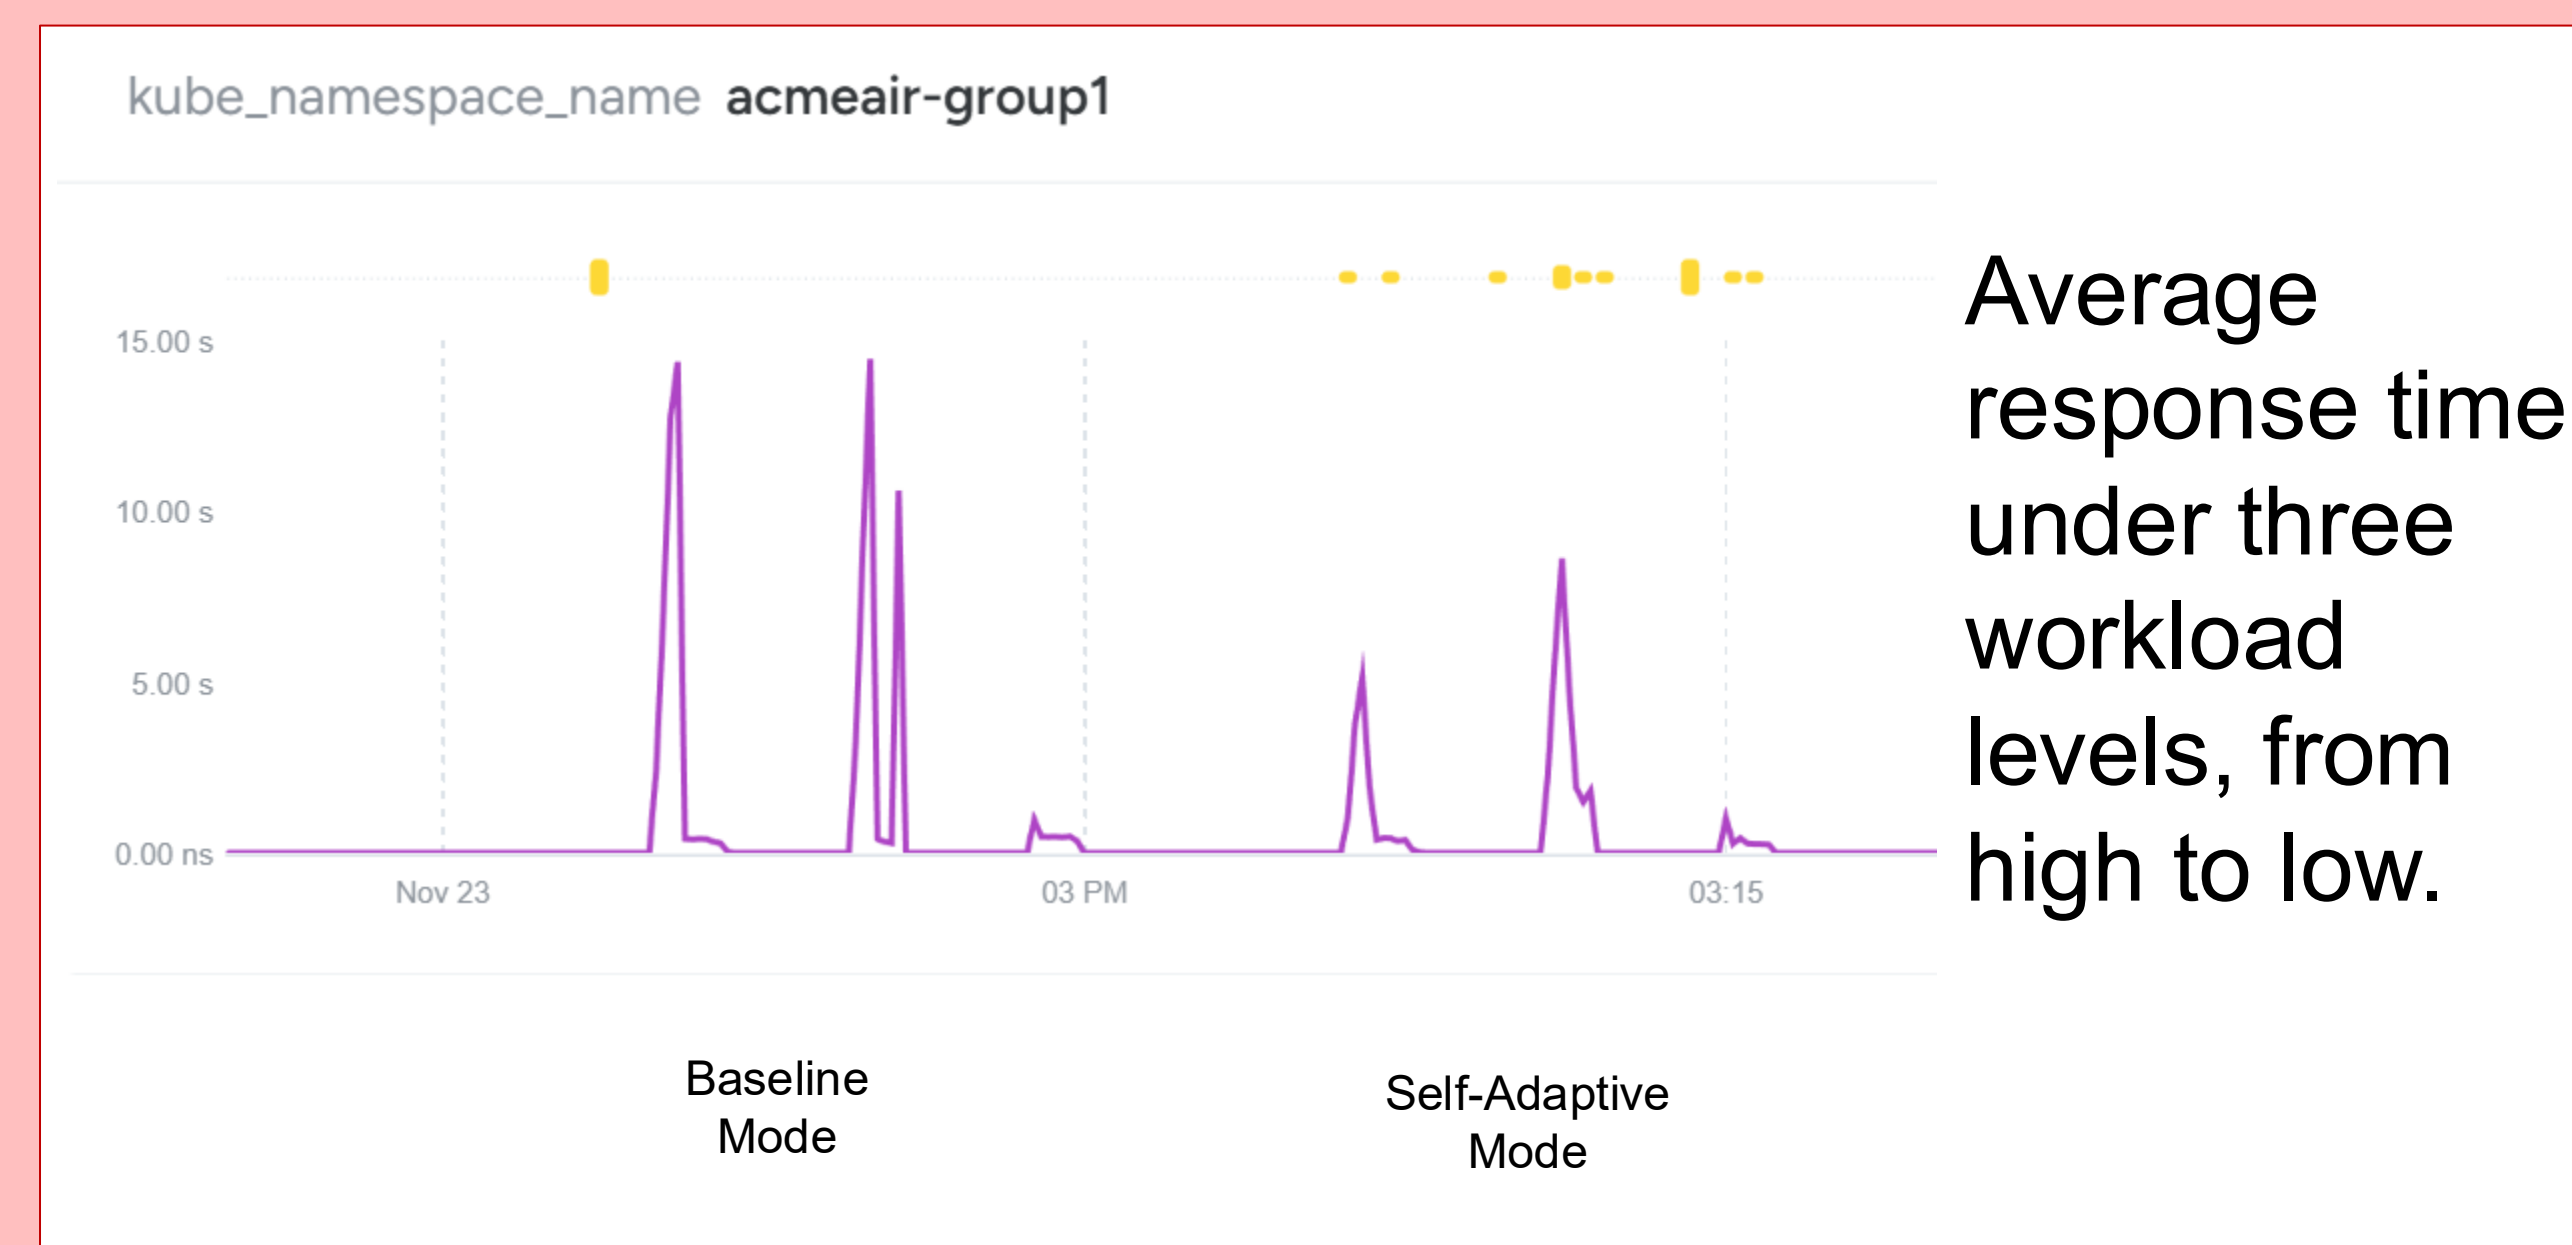 kube_namespace_name acmeair-group1
15.00 s
10.00 s
5.00 s
0.00 ns
Nov 23
03 PM
03:15
Average
response time
under three
workload
levels, from
high to low.
Baseline
Mode
Self-Adaptive
Mode